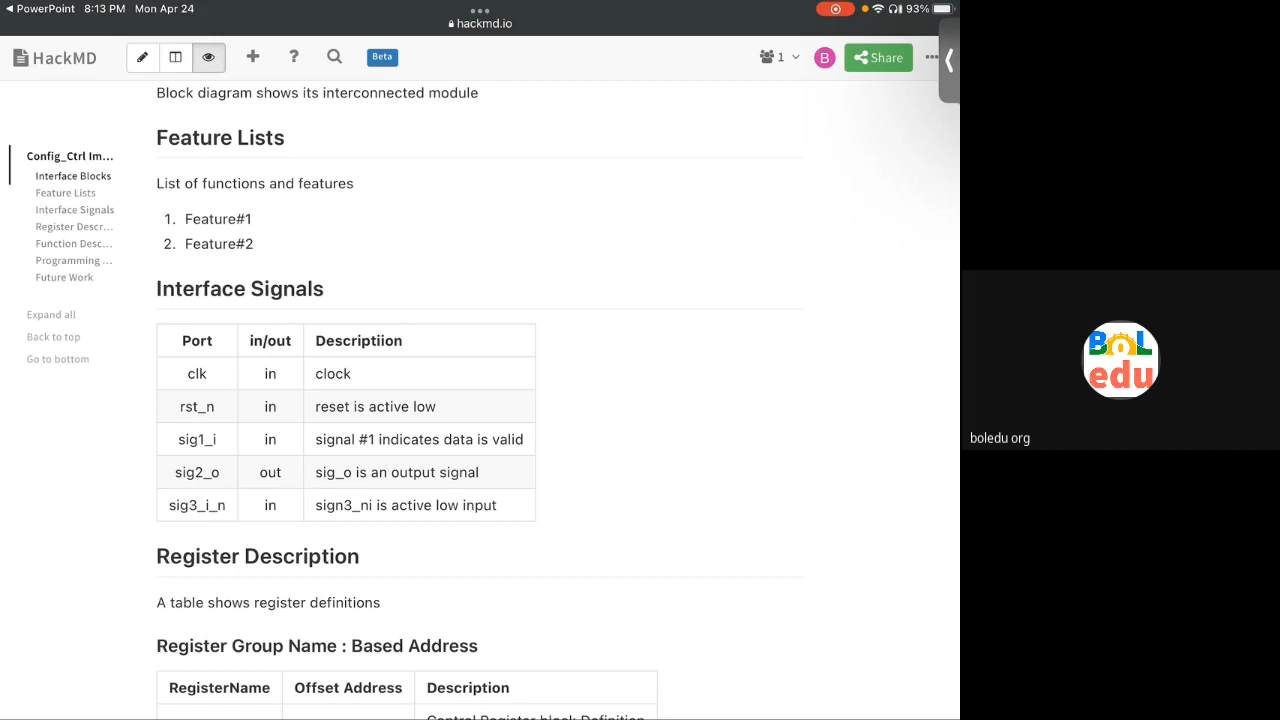 PowerPoint 8:13 PM Mon Apr 24
93%
hackmd.io
HackMD
Beta
1
B
Share
Block diagram shows its interconnected module
Config_Ctrl Im...
Interface Blocks
Feature Lists
Interface Signals
Register Descr...
Function Desc...
Programming ...
Future Work
Expall all
Back to top
Go to bottom
Feature Lists
List of functions and features
1. Feature#1
2. Feature#2
Interface Signals
Port in/out Descriptiion
clk in clock
rst_n in reset is active low
sig1_i in signal #1 indicates data is valid
sig2_o out sig_o is an output signal
sig3_i_n in sign3_ni is active low input
Register Description
A table shows register definitions
Register Group Name : Based Address
RegisterName Offset Address Description
Control Register block Definition
BOL
edu
boledu org